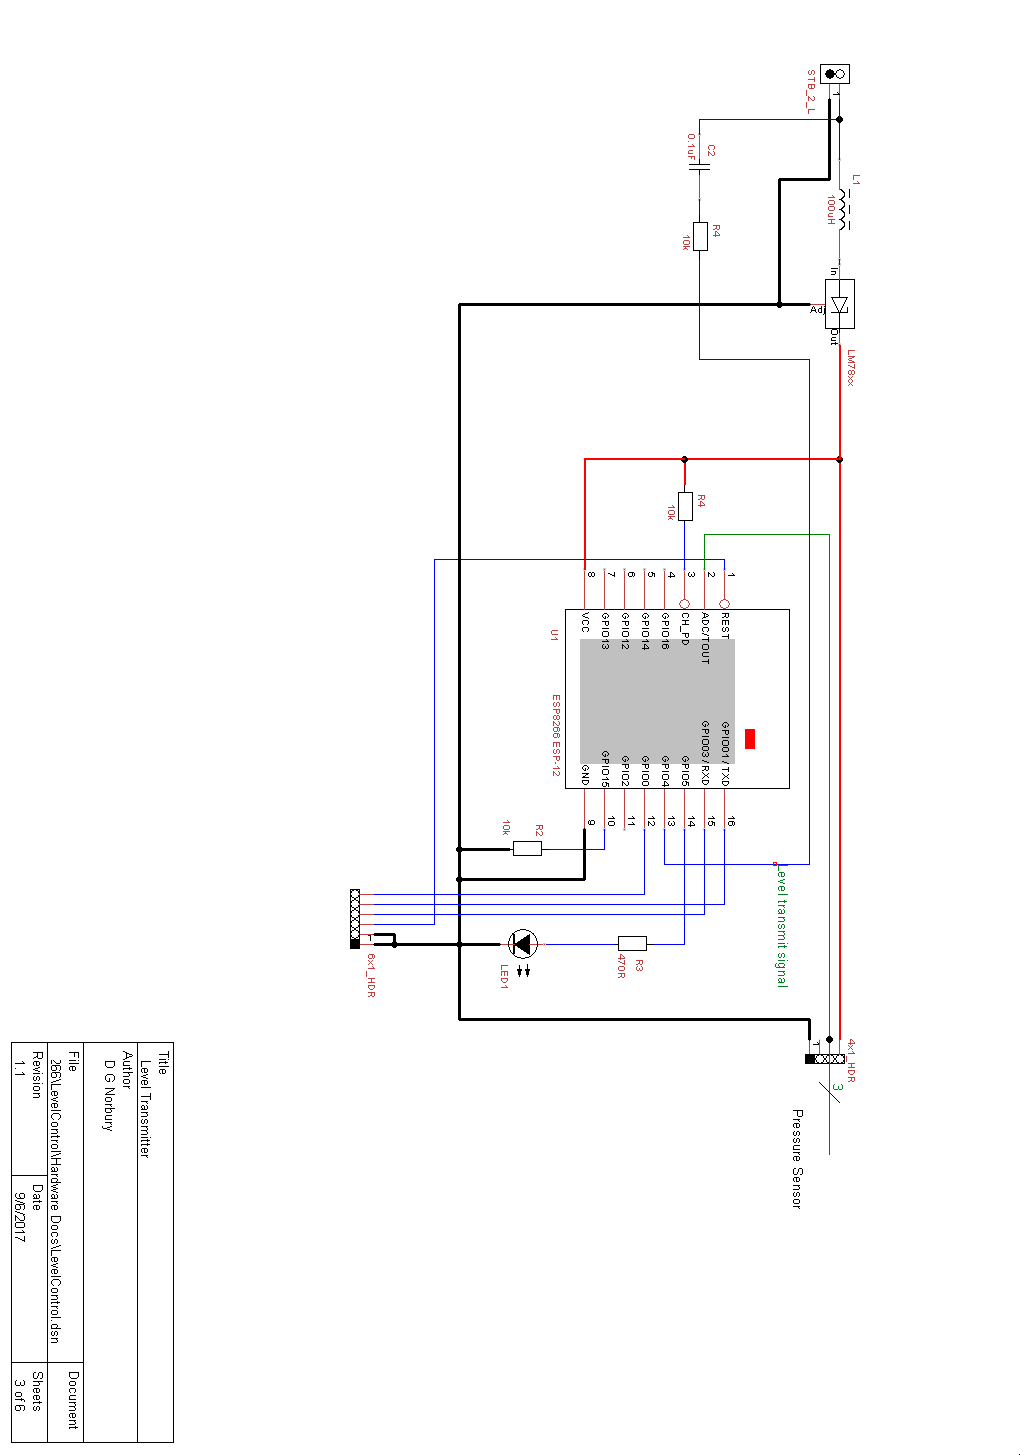 STB_2_L
1
C2
0.1uF
L1
100uH
R4
10k
In
Adj
Out
LM78xx
R4
10k
8
7
6
5
4
3
2
1
VCC
GPIO13
GPIO12
GPIO14
GPIO16
CH_PD
ADC/TOUT
REST
U1
ESP8266 ESP-12
GND
GPIO15
GPIO2
GPIO0
GPIO4
GPIO5
GPIO03 / RXD
GPIO01 / TXD
9
10
11
12
13
14
15
16
R2
10k
Level transmit signal
1
6x1_HDR
LED1
R3
470R
1
4x1_HDR
3
Pressure Sensor
Title
Level Transmitter
Author
D G Norbury
File
266\LevelControl\Hardware Docs\LevelControl.dsn
Document
Revision
1.1
Date
9/6/2017
Sheets
3 of 6